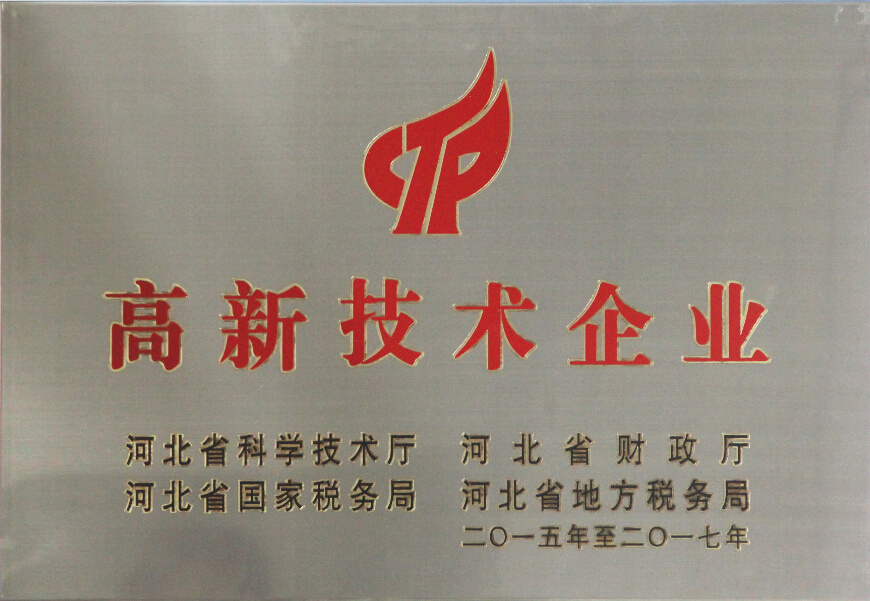 高新技术企业
河北省科学技术厅 河北省财政厅
河北省国家税务局 河北省地方税务局
二〇一五年至二〇一七年